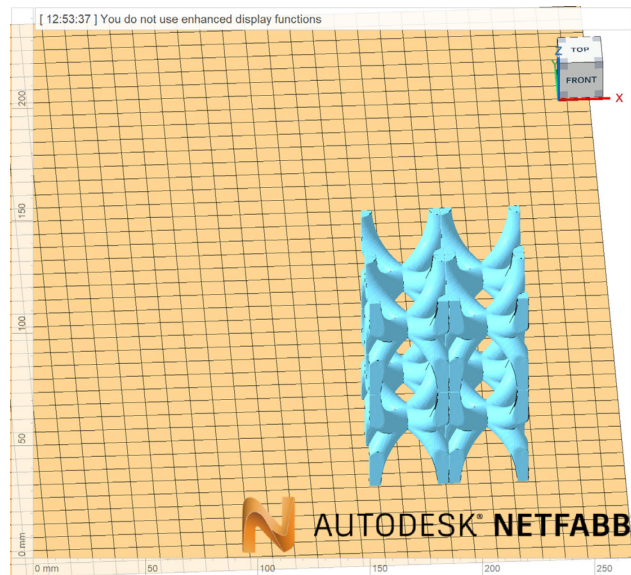 [ 12:53:37 ] You do not use enhanced display functions
TOP
Z
Y
FRONT
X
200
150
100
50
0 mm
0 mm
50
100
150
200
250
AUTODESK® NETFABB